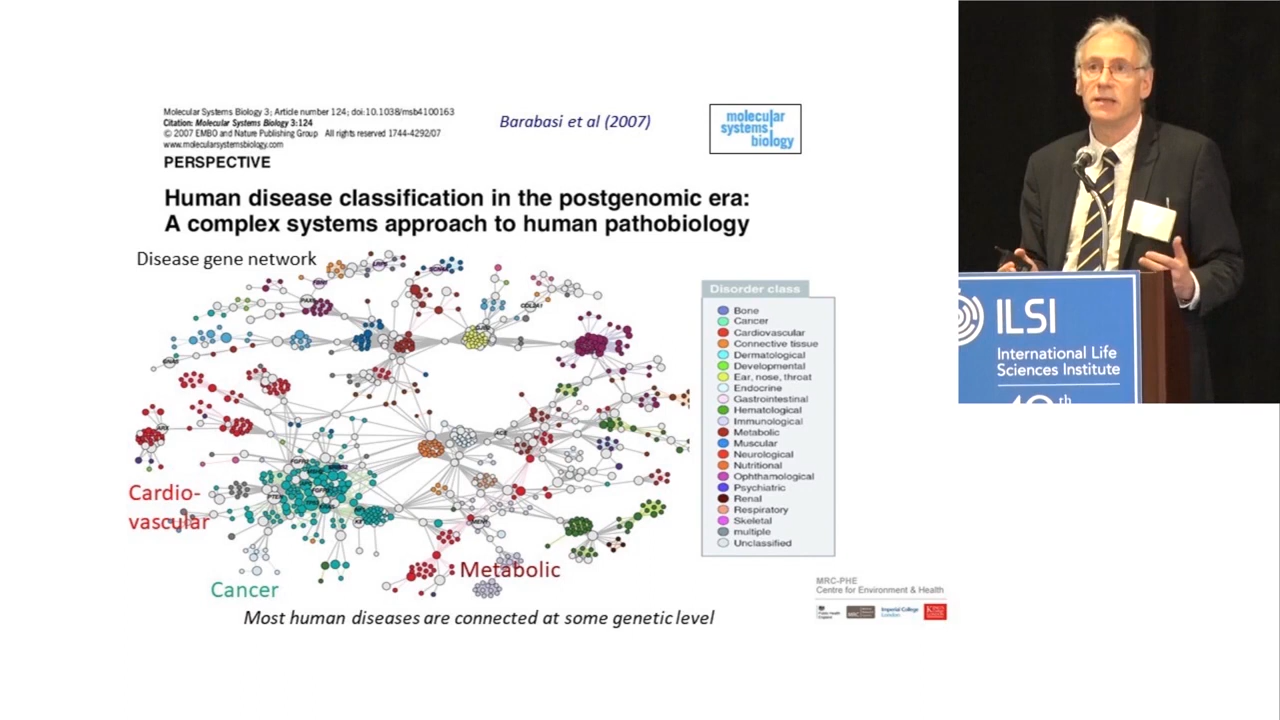 Molecular Systems Biology 3; Article number 124; doi:10.1038/msb4100163
Citation: Molecular Systems Biology 3:124
© 2007 EMBO and Nature Publishing Group All rights reserved 1744-4292/07
www.molecularsystemsbiology.com
PERSPECTIVE
Barabasi et al (2007)
molecular
systems
biology
Human disease classification in the postgenomic era:
A complex systems approach to human pathobiology
Disease gene network
Cardio-
vascular
Cancer
Metabolic
Most human diseases are connected at some genetic level
Disorder class
Bone
Cancer
Cardiovascular
Connective tissue
Dermatological
Developmental
Ear, nose, throat
Endocrine
Gastrointestinal
Hematological
Immunological
Metabolic
Muscular
Neurological
Nutritional
Ophthamological
Psychiatric
Renal
Respiratory
Skeletal
multiple
Unclassified
MRC-PHE
Centre for Environment & Health
Imperial College
London
ILSI
International Life
Sciences Institute